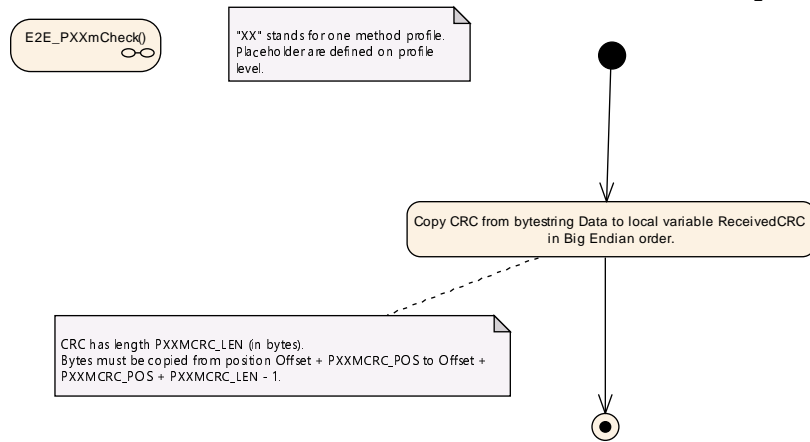 E2E_PXXmCheck()
"XX" stands for one method profile.
Placeholder are defined on profile
level.
Copy CRC from bytestring Data to local variable ReceivedCRC
in Big Endian order.
CRC has length PXXMCRC_LEN (in bytes).
Bytes must be copied from position Offset + PXXMCRC_POS to Offset +
PXXMCRC_POS + PXXMCRC_LEN - 1.